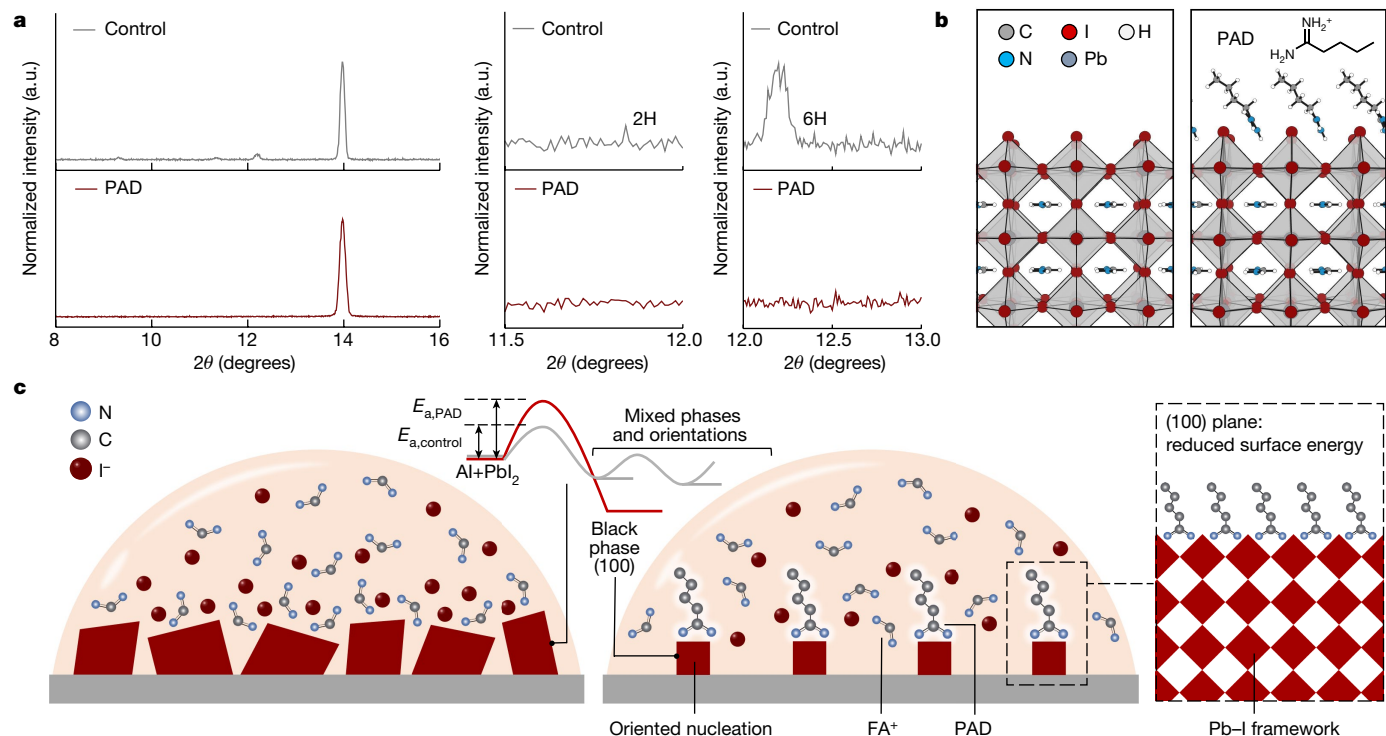 a
Control
PAD
Normalized intensity (a.u.)
8
10
12
14
16
2θ (degrees)
Control
2H
PAD
Normalized intensity (a.u.)
11.5
12.0
2θ (degrees)
Control
6H
PAD
Normalized intensity (a.u.)
12.0
12.5
13.0
2θ (degrees)
b
C
I
H
N
Pb
PAD
NH₂⁺
H₂N
c
N
C
I⁻
Eₐ,PAD
Eₐ,control
AI+PbI₂
Mixed phases
and orientations
Black
phase
(100)
Oriented nucleation
FA⁺
PAD
(100) plane:
reduced surface energy
Pb–I framework